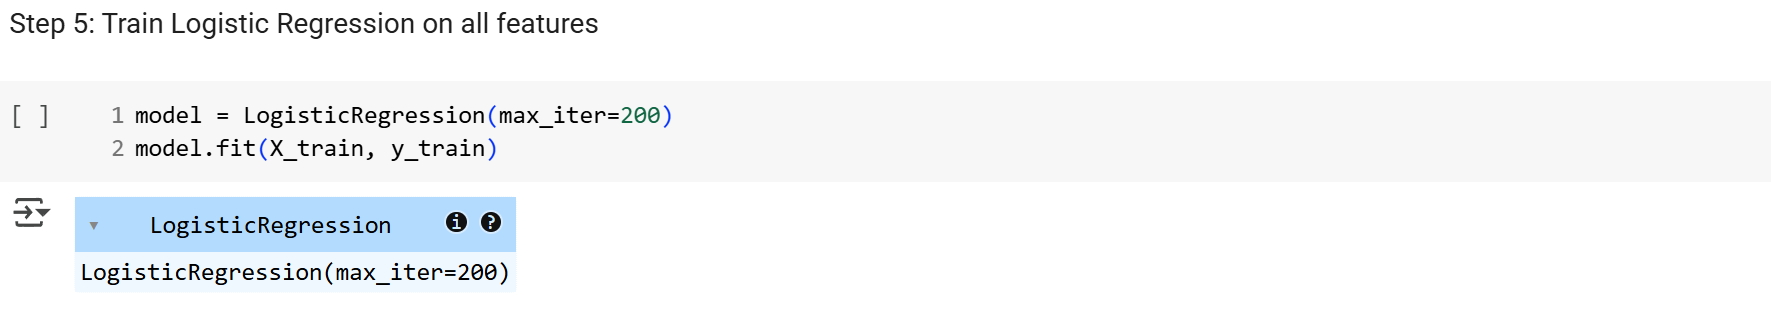 Step 5: Train Logistic Regression on all features
[ ] 1 model = LogisticRegression(max_iter=200)
2 model.fit(X_train, y_train)
LogisticRegression i ?
LogisticRegression(max_iter=200)